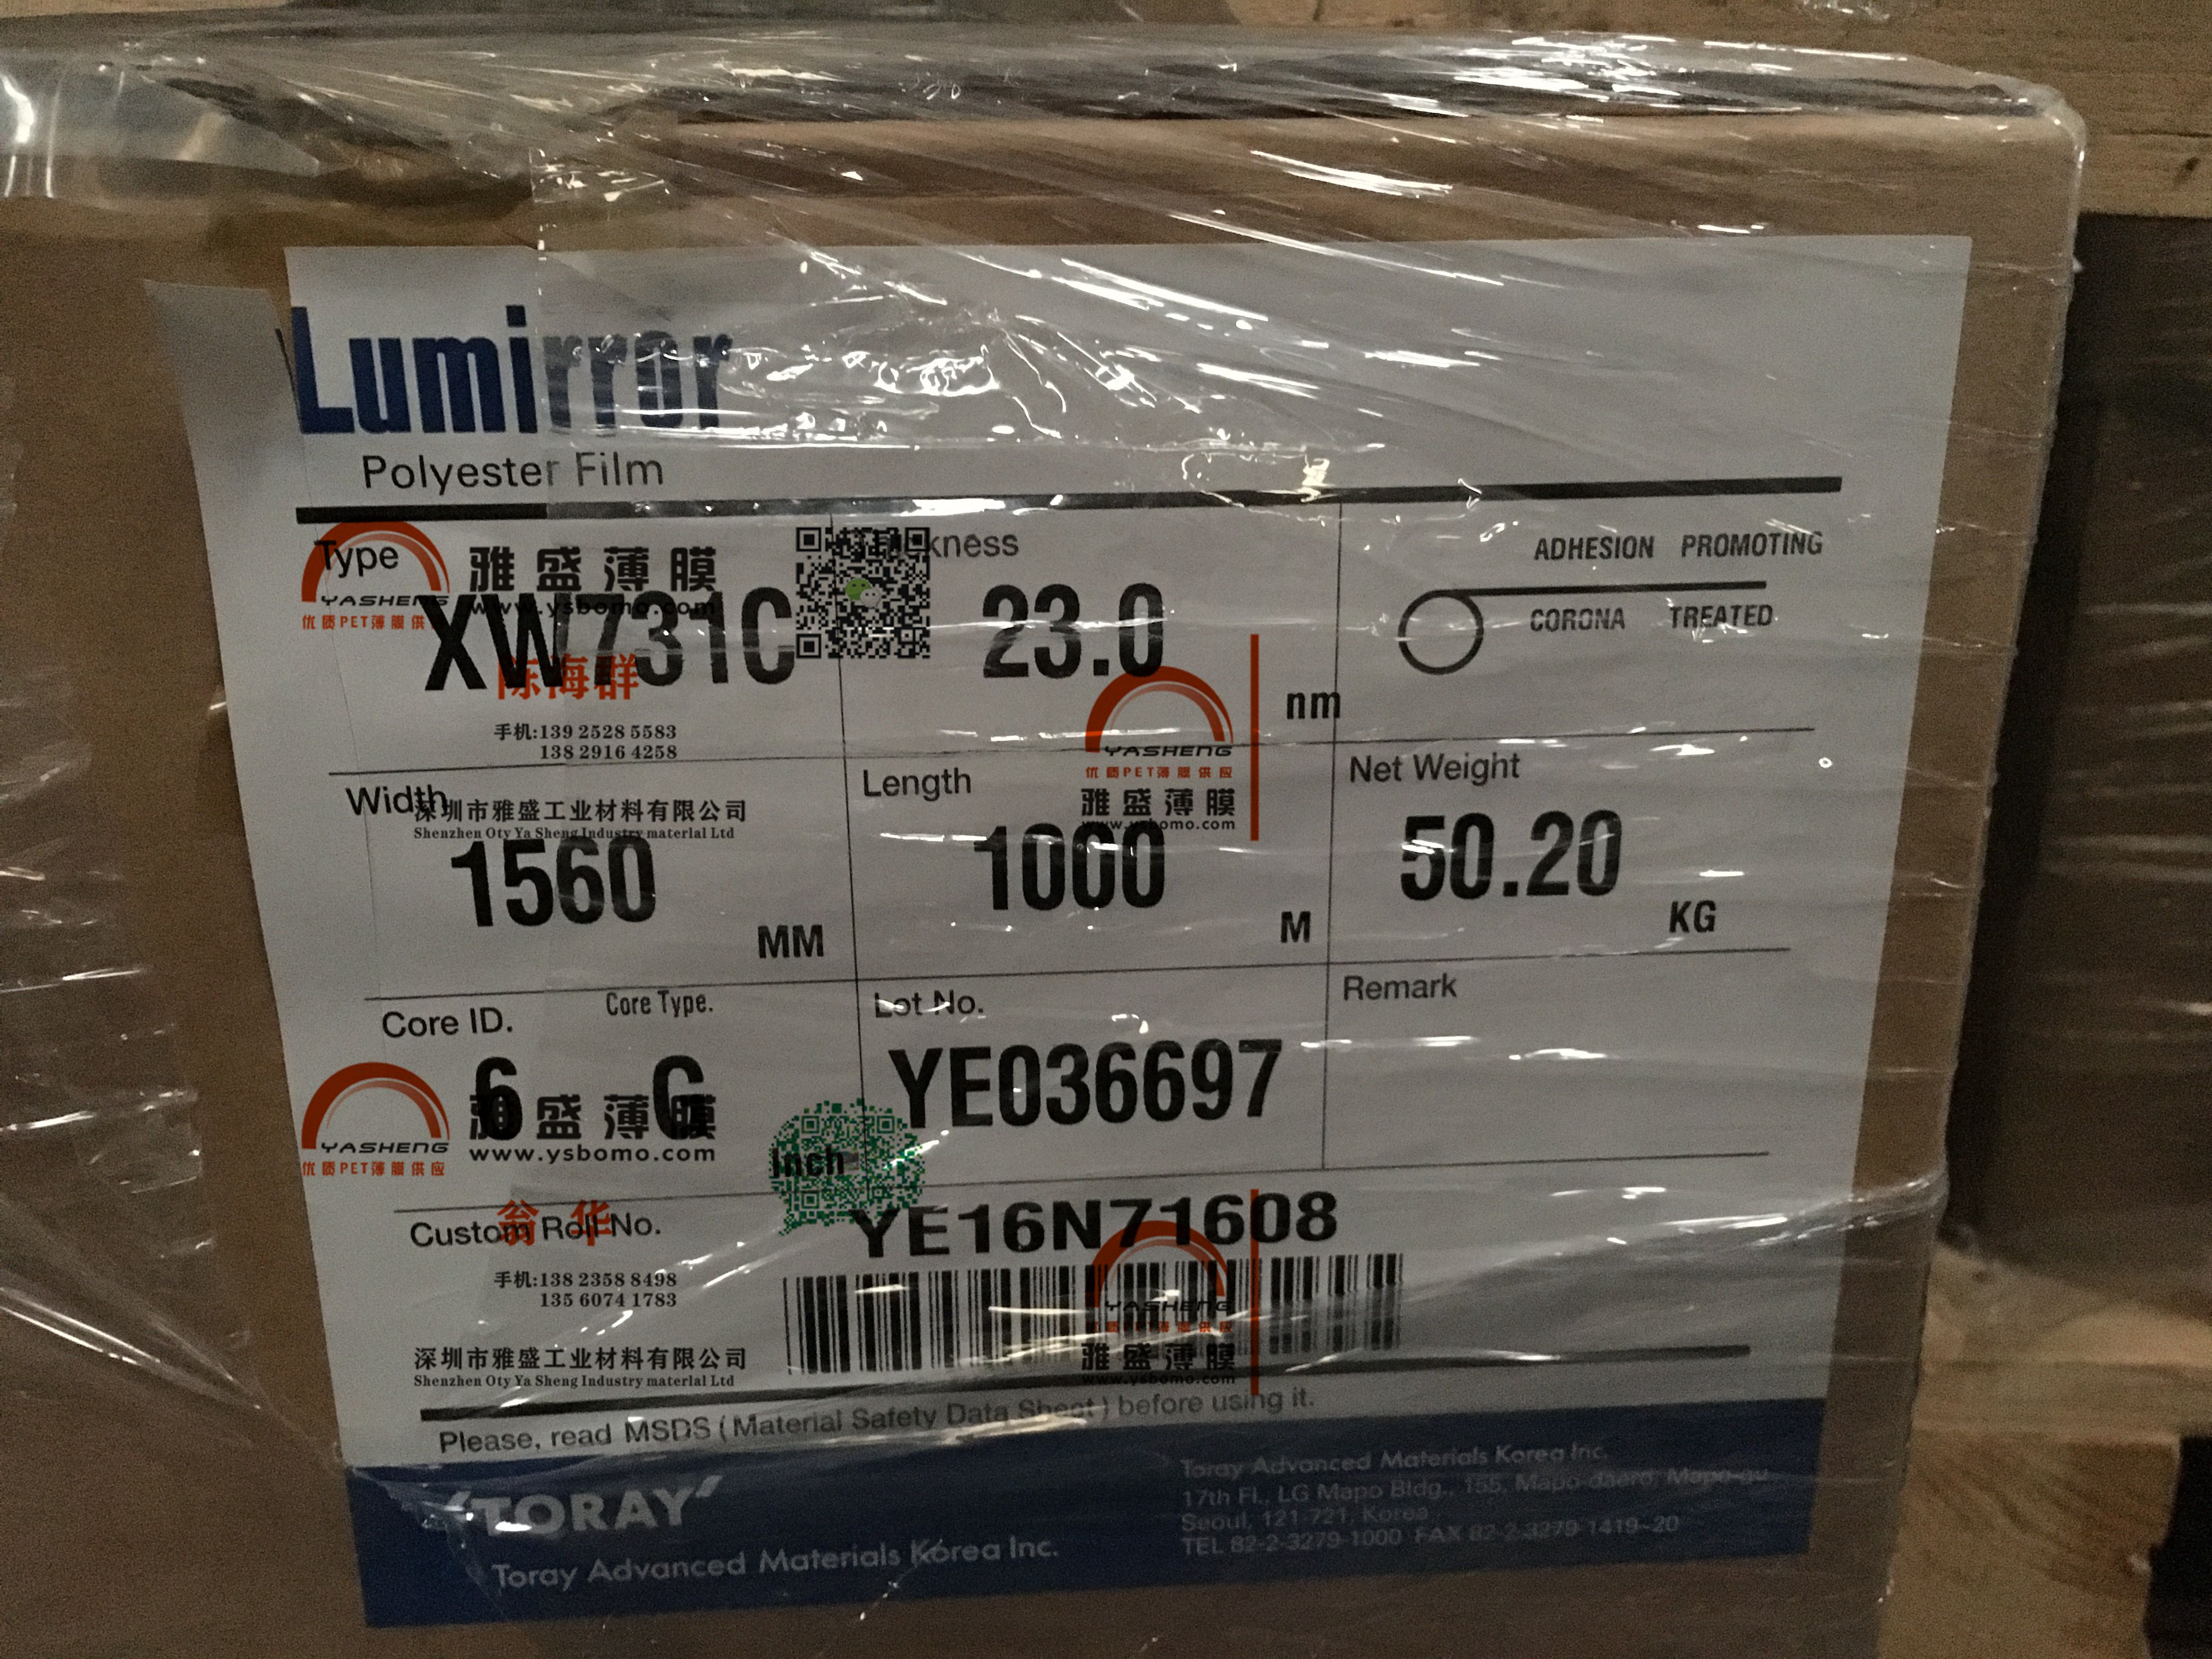 Lumirror
Polyester Film
Type
XW731C
23.0
nm
ADHESION PROMOTING
CORONA TREATED
YASHENG
优质PET薄膜供
雅盛薄膜
www.ysbomo.com
陈海群
手机:139 2528 5583
138 2916 4258
深圳市雅盛工业材料有限公司
Shenzhen Oty Ya Sheng Industry materlal Ltd
YASHENG
优质PET薄膜供应
雅盛薄膜
www.ysbomo.com
Width
1560
MM
Length
1000
M
Net Weight
50.20
KG
Core ID.
6
Core Type.
G
Inch
Lot No.
YE036697
Remark
YASHENG
优质PET薄膜供应
雅盛薄膜
www.ysbomo.com
翁华
手机:138 2358 8498
135 6074 1783
深圳市雅盛工业材料有限公司
Shenzhen Oty Ya Sheng Industry materlal Ltd
Custom Roll No.
YE16N71608
YASHENG
雅盛薄膜
www.ysbomo.com
Please, read MSDS (Material Safety Data Sheet) before using it.
'TORAY'
Toray Advanced Materials Korea Inc.
Toray Advanced Materials Korea Inc.
17th Fl., LG Mapo Bldg., 155, Mapo-daero, Mapo-gu
Seoul, 121-721, Korea
TEL 82-2-3279-1000 FAX 82-2-3279-1419~20